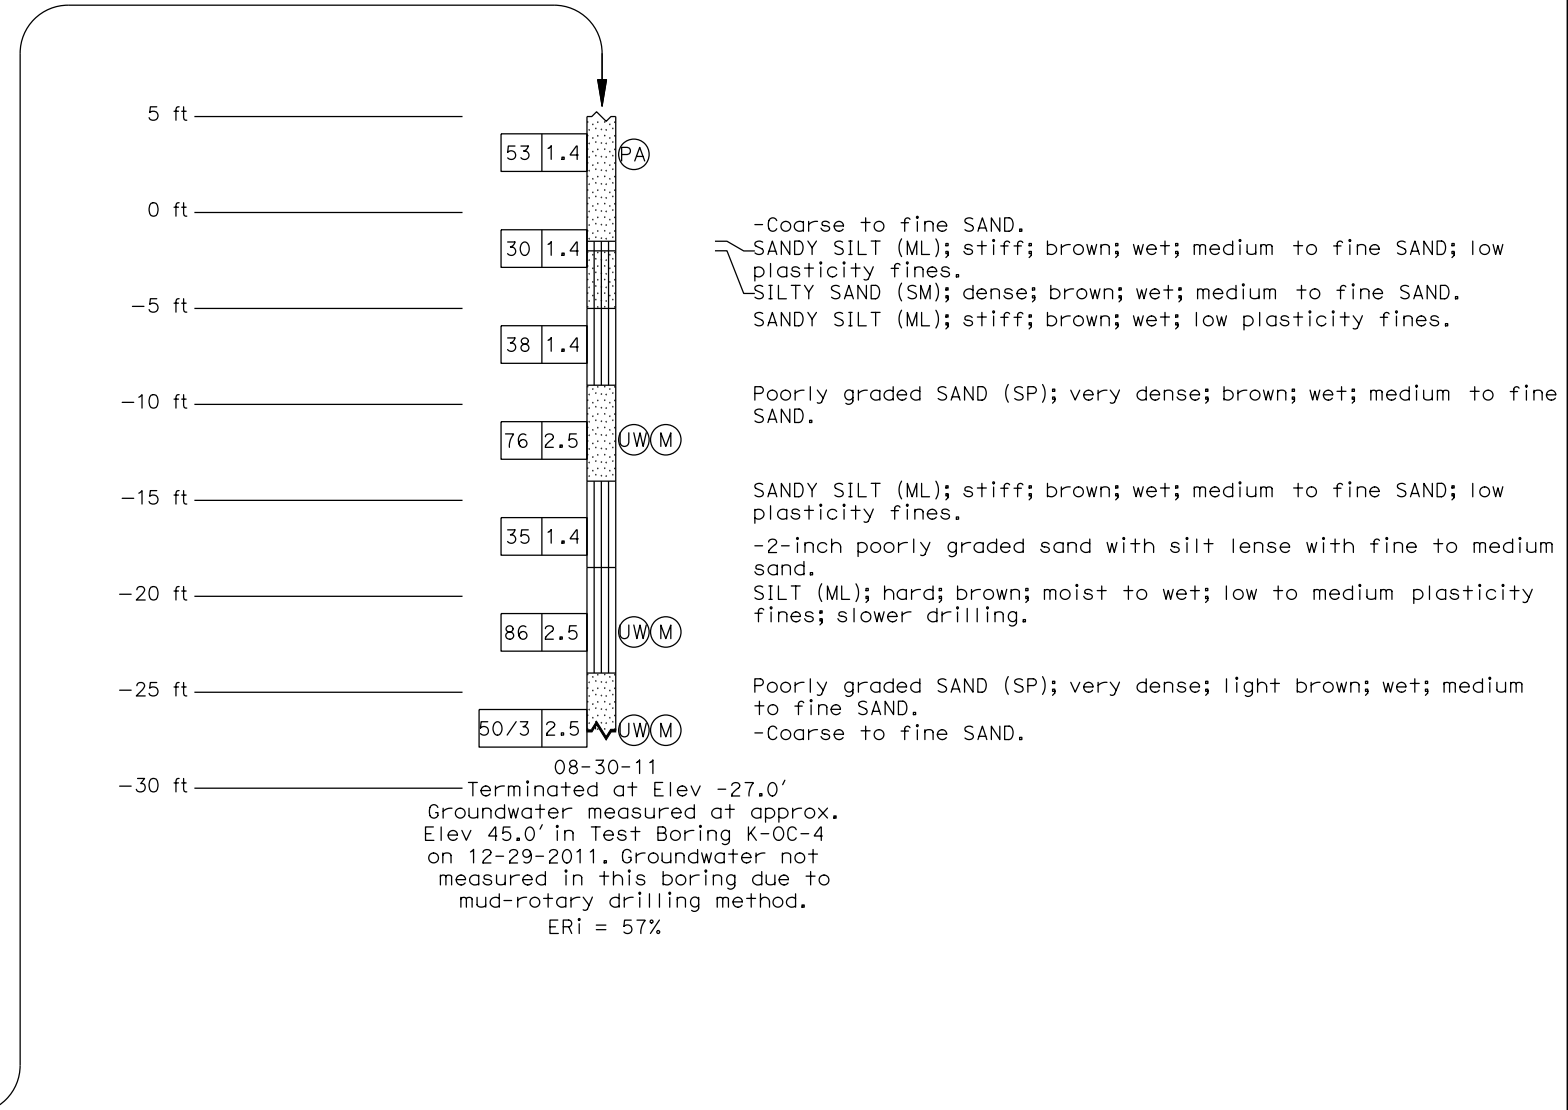 5 ft
53 1.4 PA
0 ft
-Coarse to fine SAND.
30 1.4
SANDY SILT (ML); stiff; brown; wet; medium to fine SAND; low
plasticity fines.
SILTY SAND (SM); dense; brown; wet; medium to fine SAND.
-5 ft
SANDY SILT (ML); stiff; brown; wet; low plasticity fines.
38 1.4
-10 ft
Poorly graded SAND (SP); very dense; brown; wet; medium to fine
SAND.
76 2.5 UW M
-15 ft
SANDY SILT (ML); stiff; brown; wet; medium to fine SAND; low
plasticity fines.
35 1.4
-2-inch poorly graded sand with silt lense with fine to medium
sand.
-20 ft
SILT (ML); hard; brown; moist to wet; low to medium plasticity
fines; slower drilling.
86 2.5 UW M
-25 ft
Poorly graded SAND (SP); very dense; light brown; wet; medium
to fine SAND.
50/3 2.5 UW M
-Coarse to fine SAND.
08-30-11
-30 ft
Terminated at Elev -27.0'
Groundwater measured at approx.
Elev 45.0' in Test Boring K-OC-4
on 12-29-2011. Groundwater not
measured in this boring due to
mud-rotary drilling method.
ERi = 57%